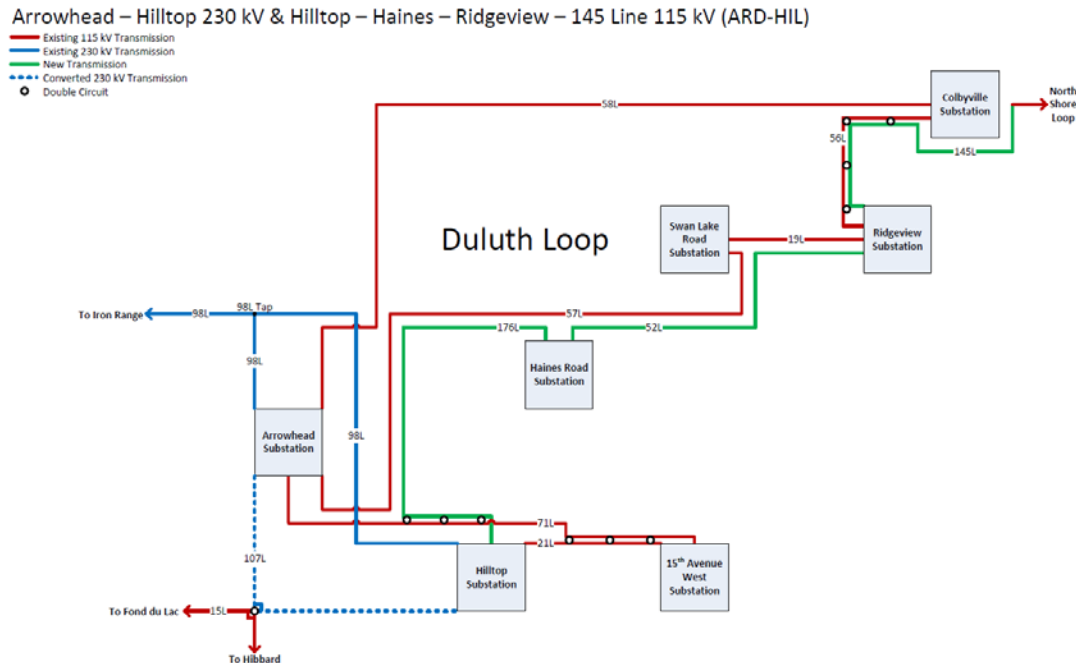 Arrowhead – Hilltop 230 kV & Hilltop – Haines – Ridgeview – 145 Line 115 kV (ARD-HIL)
Existing 115 kV Transmission
Existing 230 kV Transmission
New Transmission
Converted 230 kV Transmission
Double Circuit
58L
Colbyville
Substation
North
Shore
Loop
56L
145L
Duluth Loop
Swan Lake
Road
Substation
19L
Ridgeview
Substation
To Iron Range
98L
98L Tap
57L
176L
52L
98L
Haines Road
Substation
Arrowhead
Substation
98L
71L
21L
107L
Hilltop
Substation
15th Avenue
West
Substation
To Fond du Lac
15L
To Hibbard